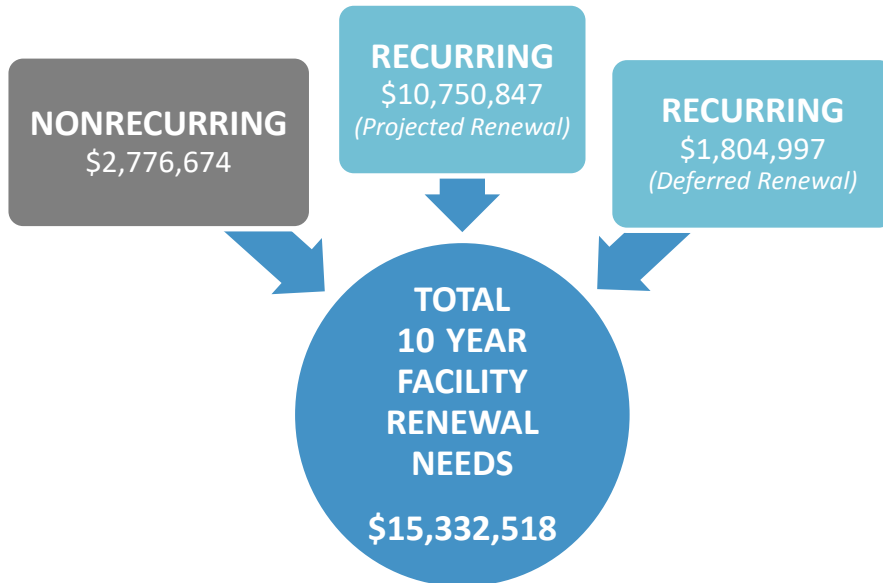 NONRECURRING
$2,776,674
RECURRING
$10,750,847
(Projected Renewal)
RECURRING
$1,804,997
(Deferred Renewal)
TOTAL
10 YEAR
FACILITY
RENEWAL
NEEDS
$15,332,518